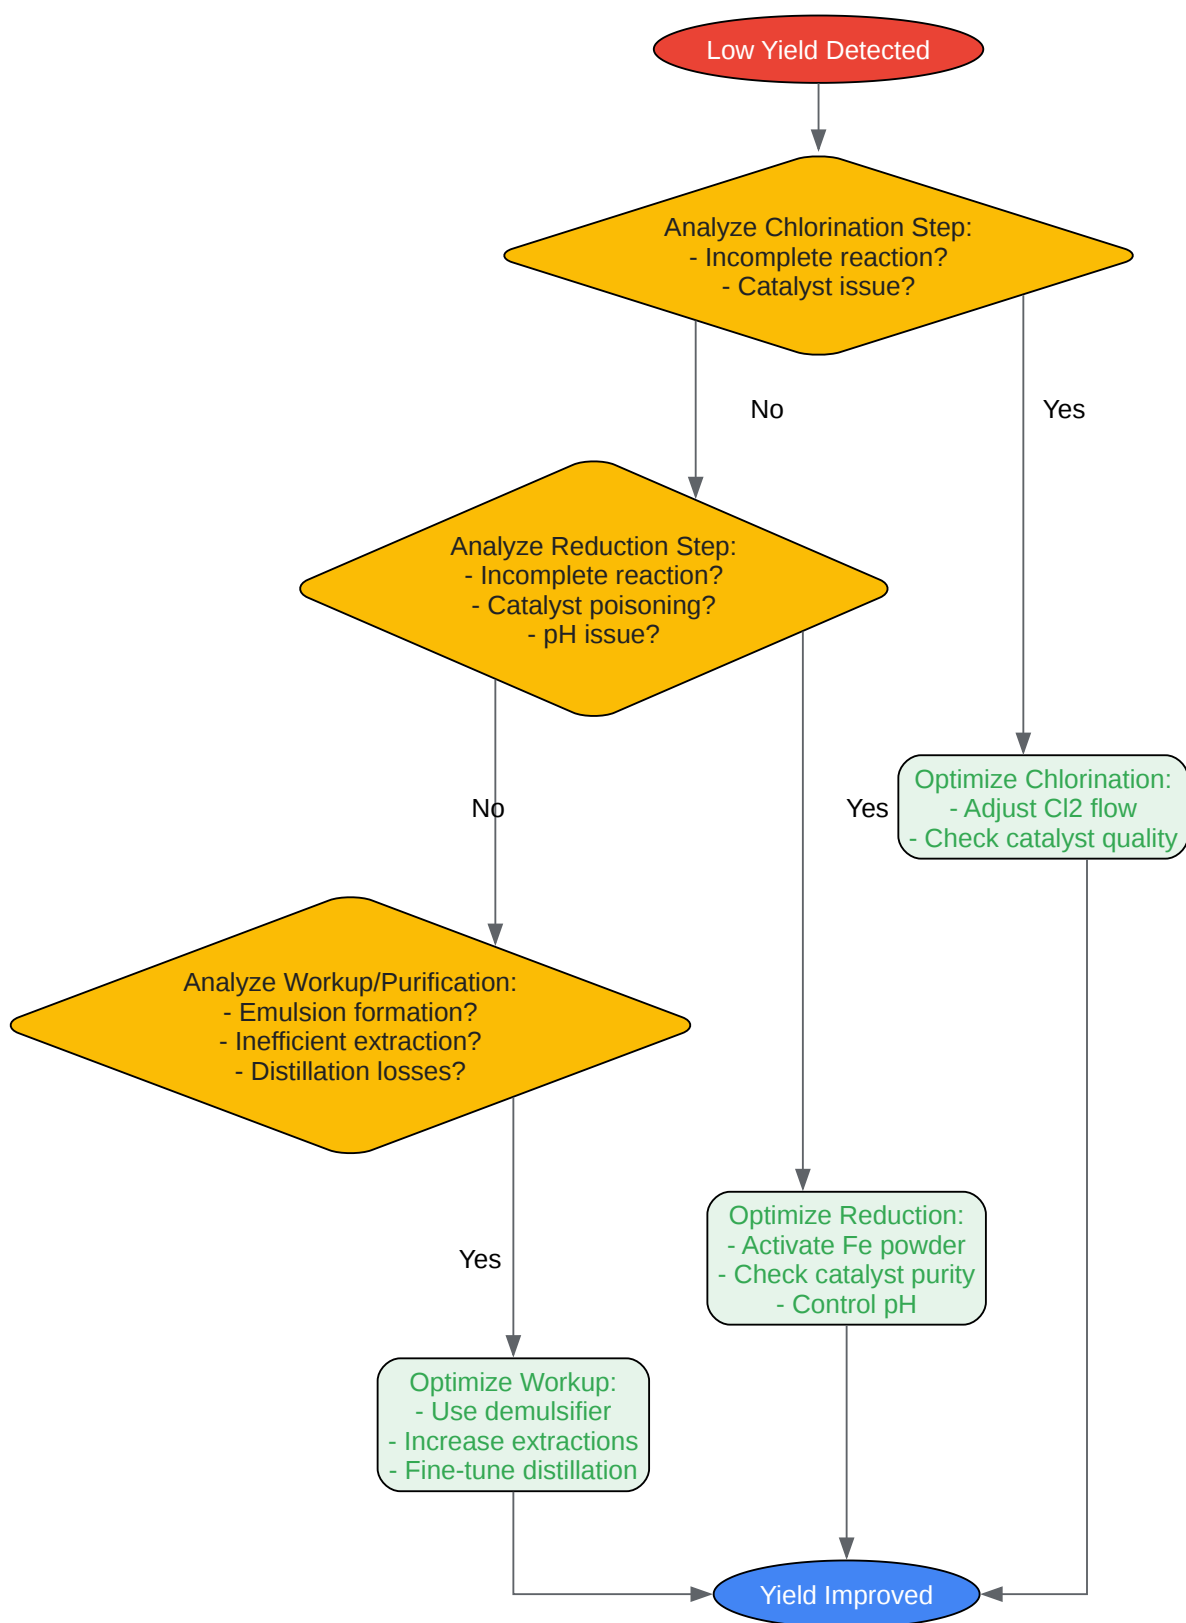 Low Yield Detected
Analyze Chlorination Step:
- Incomplete reaction?
- Catalyst issue?
No
Yes
Analyze Reduction Step:
- Incomplete reaction?
- Catalyst poisoning?
- pH issue?
No
Yes
Optimize Chlorination:
- Adjust Cl2 flow
- Check catalyst quality
Analyze Workup/Purification:
- Emulsion formation?
- Inefficient extraction?
- Distillation losses?
Yes
Optimize Reduction:
- Activate Fe powder
- Check catalyst purity
- Control pH
Optimize Workup:
- Use demulsifier
- Increase extractions
- Fine-tune distillation
Yield Improved